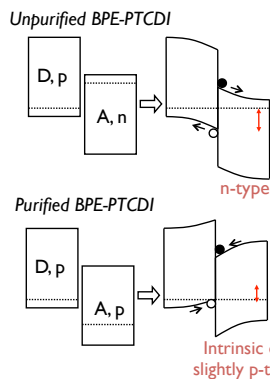 Unpurified BPE-PTCDI
D, p
A, n
n-type
Purified BPE-PTCDI
D, p
A, p
Intrinsic
slightly p-t